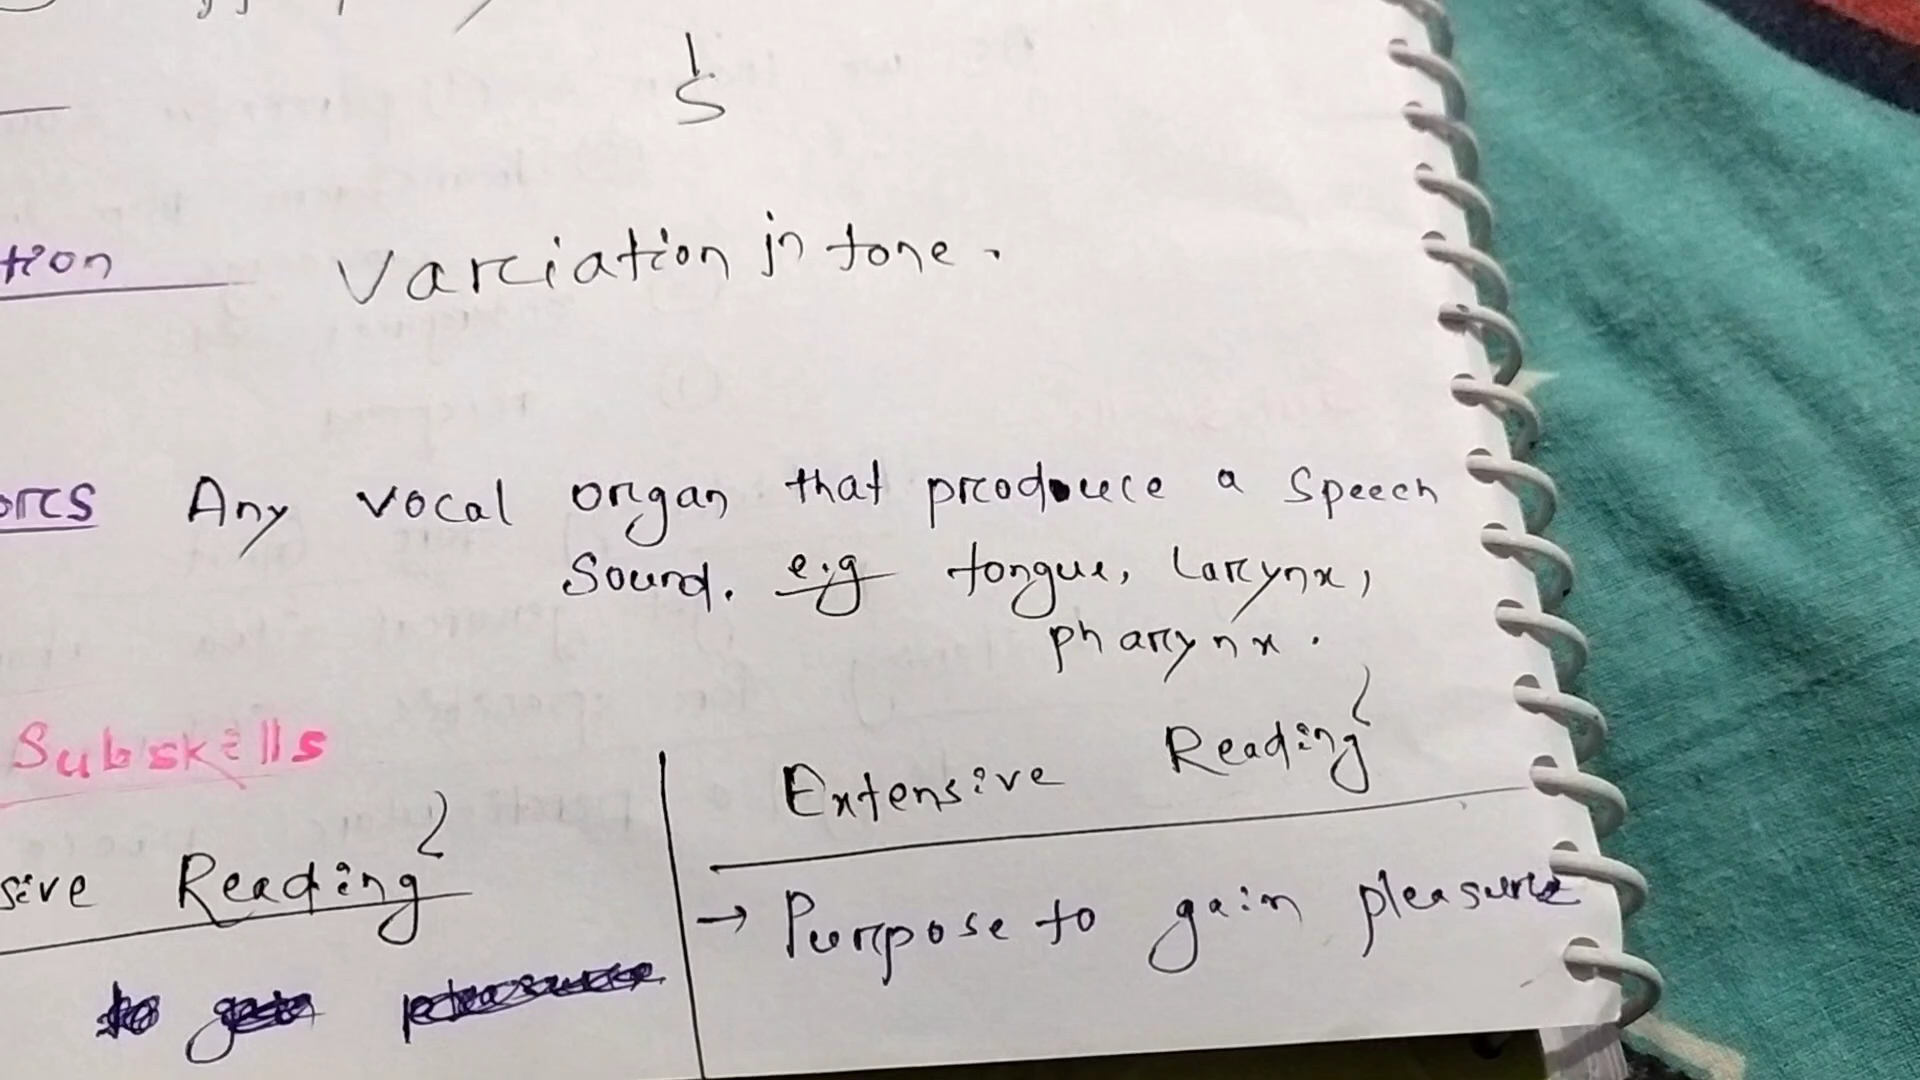 S
tion Variation in tone.
ors Any vocal organ that produce a speech
sound. e.g tongue, larynx,
pharynx.
Subskills
sive Reading
Extensive Reading
→ Purpose to gain pleasure